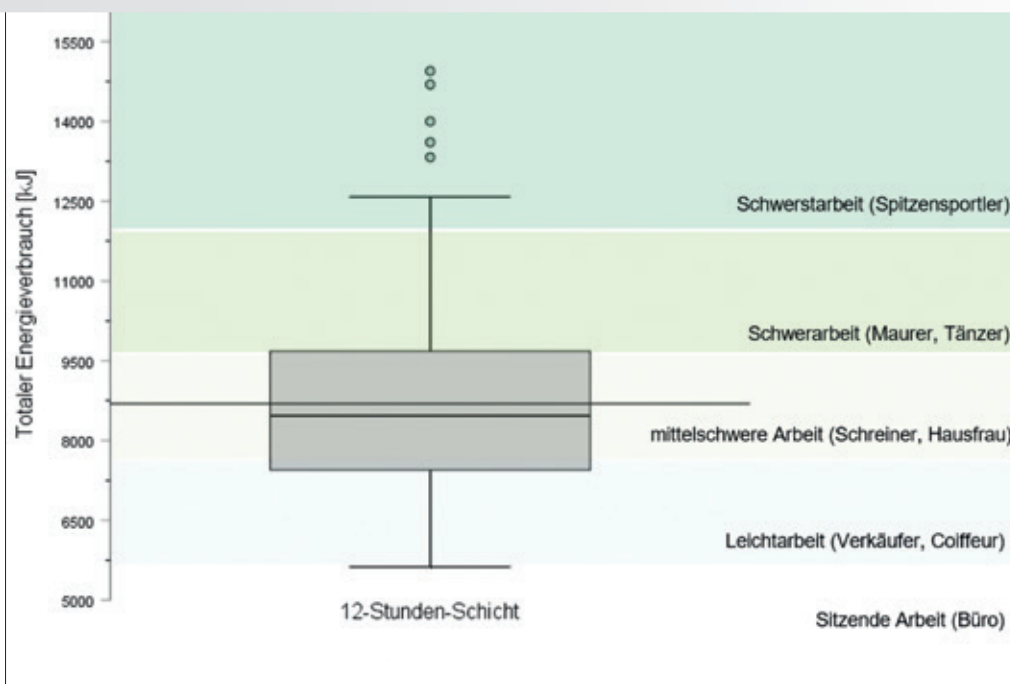 Totaler Energieverbrauch [kJ]
15500
14000
12500
11000
9500
8000
6500
5000
Schwerstarbeit (Spitzensportler)
Schwerarbeit (Maurer, Tänzer)
mittelschwere Arbeit (Schreiner, Hausfrau)
Leichtarbeit (Verkäufer, Coiffeur)
Sitzende Arbeit (Büro)
12-Stunden-Schicht